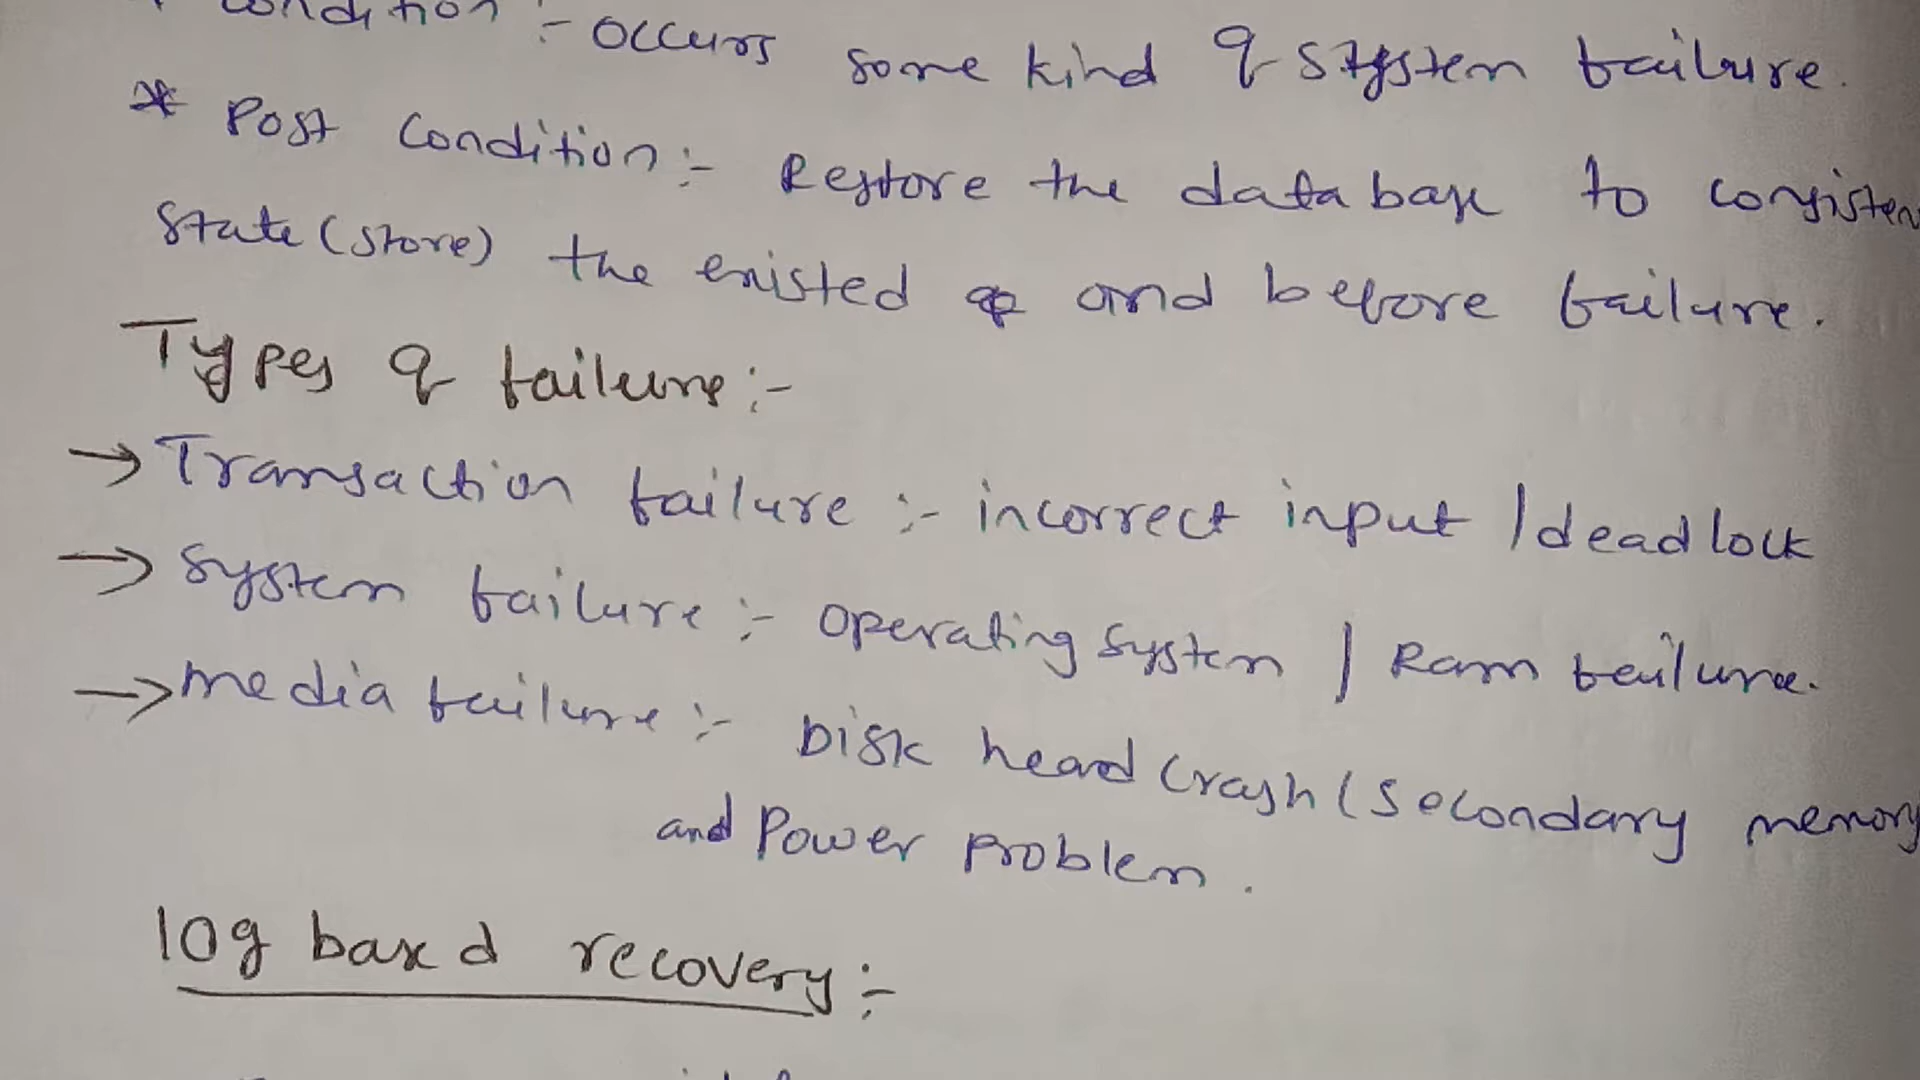 condition :- occurs some kind of system failure.
* Post condition :- Restore the database to consisten
state (store) the existed and before failure.
Types of failure :-
→ Transaction failure :- incorrect input / dead lock
→ System failure :- operating system / Ram failure.
→ media failure :- Disk head crash (Secondary memory
and Power problem.
log based recovery :-